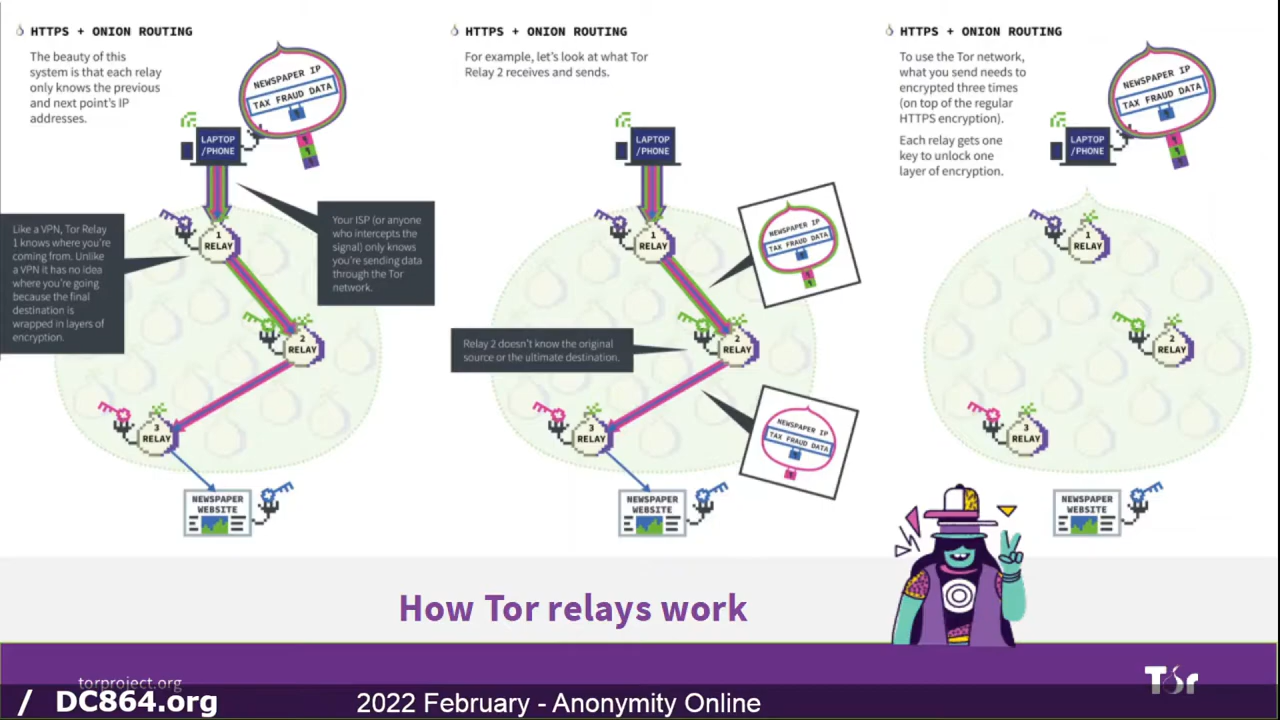 HTTPS + ONION ROUTING
The beauty of this
system is that each relay
only knows the previous
and next point's IP
addresses.
NEWSPAPER IP
TAX FRAUD DATA
LAPTOP
/PHONE
Like a VPN, Tor Relay
1 knows where you're
coming from. Unlike
a VPN it has no idea
where you're going
because the final
destination is
wrapped in layers of
encryption.
Your ISP (or anyone
who intercepts the
signal) only knows
you're sending data
through the Tor
network.
1
RELAY
2
RELAY
3
RELAY
NEWSPAPER
WEBSITE
HTTPS + ONION ROUTING
For example, let's look at what Tor
Relay 2 receives and sends.
LAPTOP
/PHONE
1
RELAY
NEWSPAPER IP
TAX FRAUD DATA
Relay 2 doesn't know the original
source or the ultimate destination.
2
RELAY
3
RELAY
NEWSPAPER IP
TAX FRAUD DATA
NEWSPAPER
WEBSITE
HTTPS + ONION ROUTING
To use the Tor network,
what you send needs to
encrypted three times
(on top of the regular
HTTPS encryption).
Each relay gets one
key to unlock one
layer of encryption.
NEWSPAPER IP
TAX FRAUD DATA
LAPTOP
/PHONE
1
RELAY
2
RELAY
3
RELAY
NEWSPAPER
WEBSITE
How Tor relays work
torproject.org
Tor
/ DC864.org
2022 February - Anonymity Online